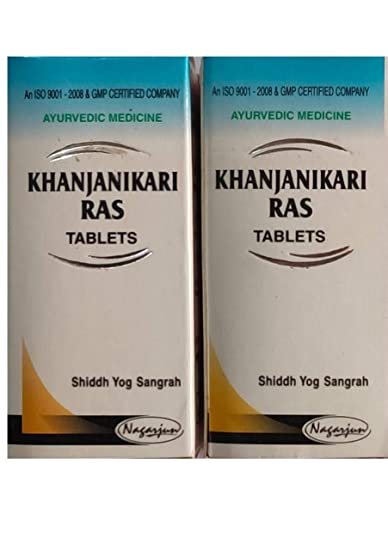 An ISO 9001 - 2008 & GMP CERTIFIED COMPANY
AYURVEDIC MEDICINE
KHANJANIKARI
RAS
TABLETS
Shiddh Yog Sangrah
Nagarjun
An ISO 9001 - 2008 & GMP CERTIFIED COMPANY
AYURVEDIC MEDICINE
KHANJANIKARI
RAS
TABLETS
Shiddh Yog Sangrah
Nagarjun